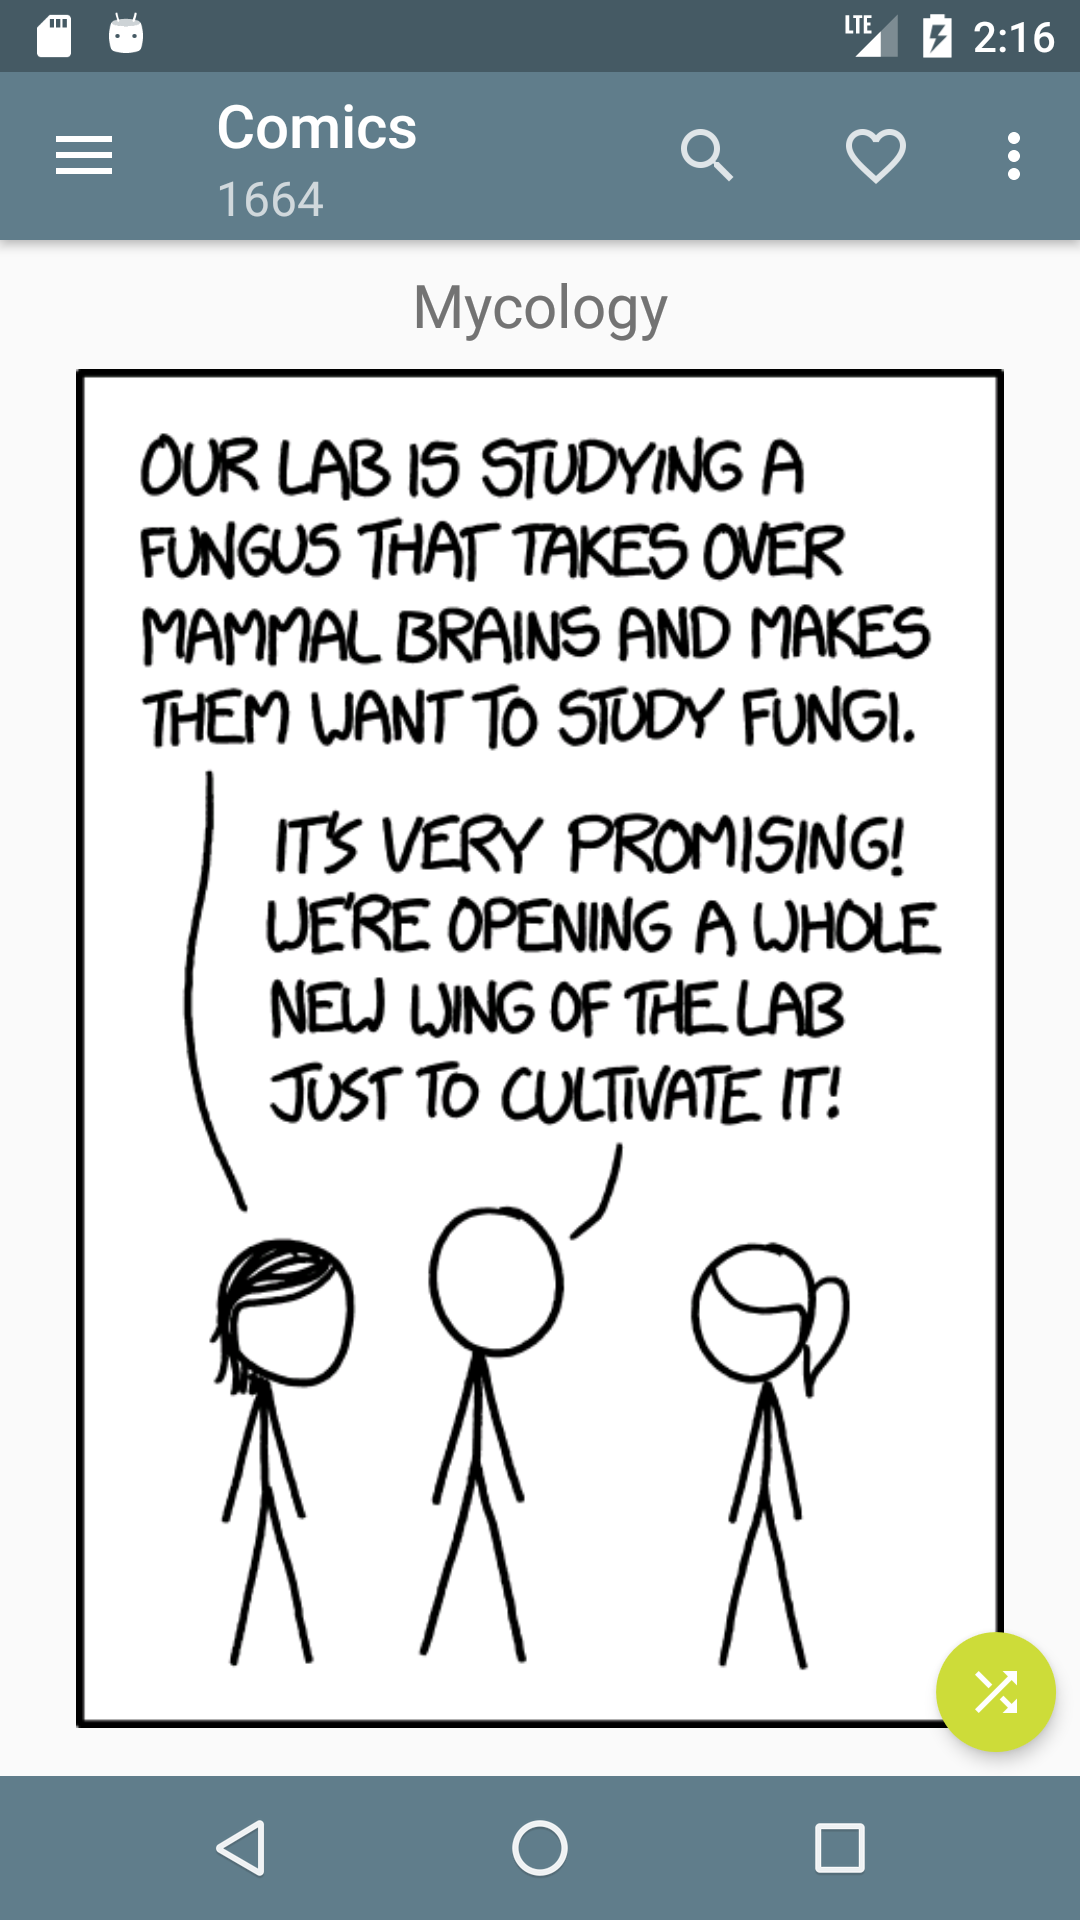 LTE 2:16
Comics
1664
Mycology
OUR LAB IS STUDYING A
FUNGUS THAT TAKES OVER
MAMMAL BRAINS AND MAKES
THEM WANT TO STUDY FUNGI.
IT'S VERY PROMISING!
WE'RE OPENING A WHOLE
NEW WING OF THE LAB
JUST TO CULTIVATE IT!